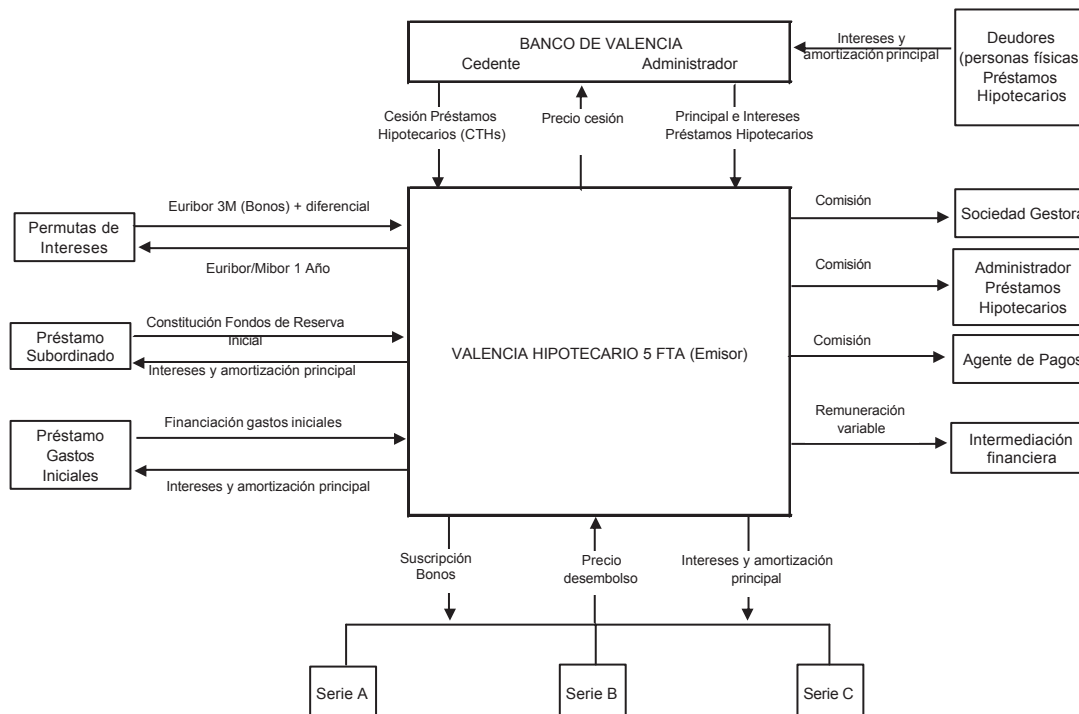 BANCO DE VALENCIA
Cedente Administrador
Intereses y
amortización principal
Deudores
(personas físicas
Préstamos
Hipotecarios
Cesión Préstamos
Hipotecarios (CTHs)
Precio cesión
Principal e Intereses
Préstamos Hipotecarios
Permutas de
Intereses
Euribor 3M (Bonos) + diferencial
Euribor/Mibor 1 Año
Préstamo
Subordinado
Constitución Fondos de Reserva
Inicial
Intereses y amortización principal
Préstamo
Gastos
Iniciales
Financiación gastos iniciales
Intereses y amortización principal
VALENCIA HIPOTECARIO 5 FTA (Emisor)
Comisión
Sociedad Gestora
Comisión
Administrador
Préstamos
Hipotecarios
Comisión
Agente de Pagos
Remuneración
variable
Intermediación
financiera
Suscripción
Bonos
Precio
desembolso
Intereses y amortización
principal
Serie A
Serie B
Serie C